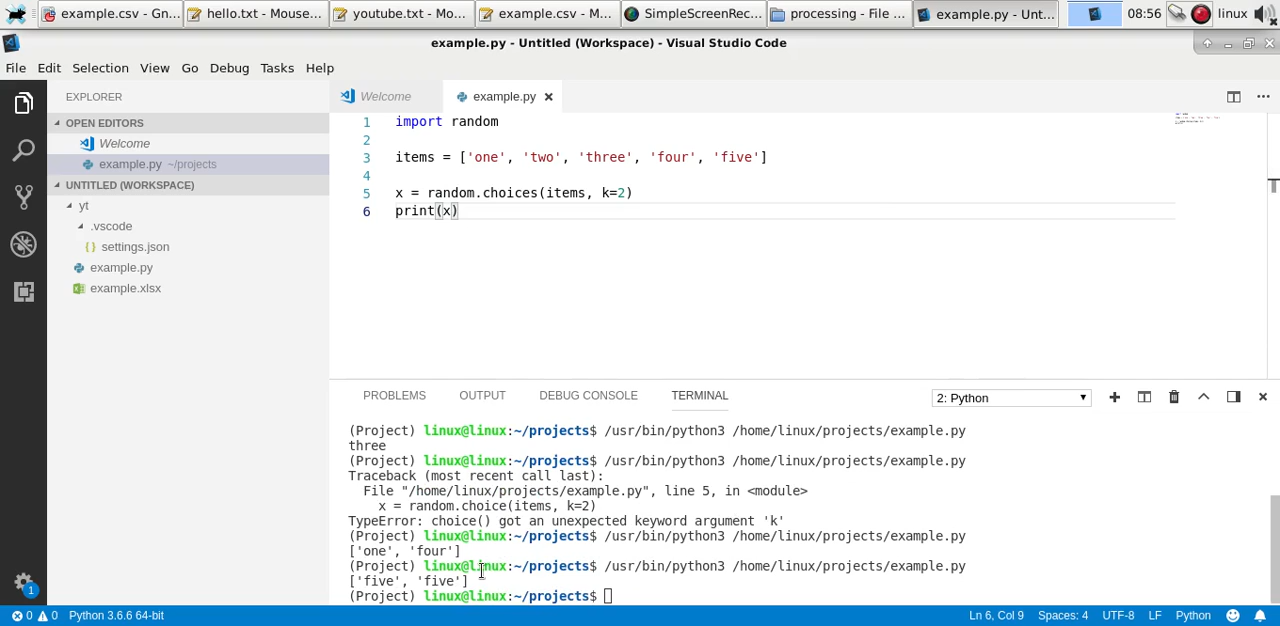 example.csv - Gn... hello.txt - Mouse... youtube.txt - Mo... example.csv - M... SimpleScreenRec... processing - File ... example.py - Unt... 08:56 linux
example.py - Untitled (Workspace) - Visual Studio Code
File Edit Selection View Go Debug Tasks Help
EXPLORER
OPEN EDITORS
Welcome
example.py ~/projects
UNTITLED (WORKSPACE)
yt
.vscode
{ } settings.json
example.py
example.xlsx
1
Welcome example.py
1 import random
2
3 items = ['one', 'two', 'three', 'four', 'five']
4
5 x = random.choices(items, k=2)
6 print(x)
PROBLEMS OUTPUT DEBUG CONSOLE TERMINAL 2: Python
(Project) linux@linux:~/projects$ /usr/bin/python3 /home/linux/projects/example.py
three
(Project) linux@linux:~/projects$ /usr/bin/python3 /home/linux/projects/example.py
Traceback (most recent call last):
File "/home/linux/projects/example.py", line 5, in <module>
x = random.choice(items, k=2)
TypeError: choice() got an unexpected keyword argument 'k'
(Project) linux@linux:~/projects$ /usr/bin/python3 /home/linux/projects/example.py
['one', 'four']
(Project) linux@linux:~/projects$ /usr/bin/python3 /home/linux/projects/example.py
['five', 'five']
(Project) linux@linux:~/projects$
0 0 Python 3.6.6 64-bit Ln 6, Col 9 Spaces: 4 UTF-8 LF Python